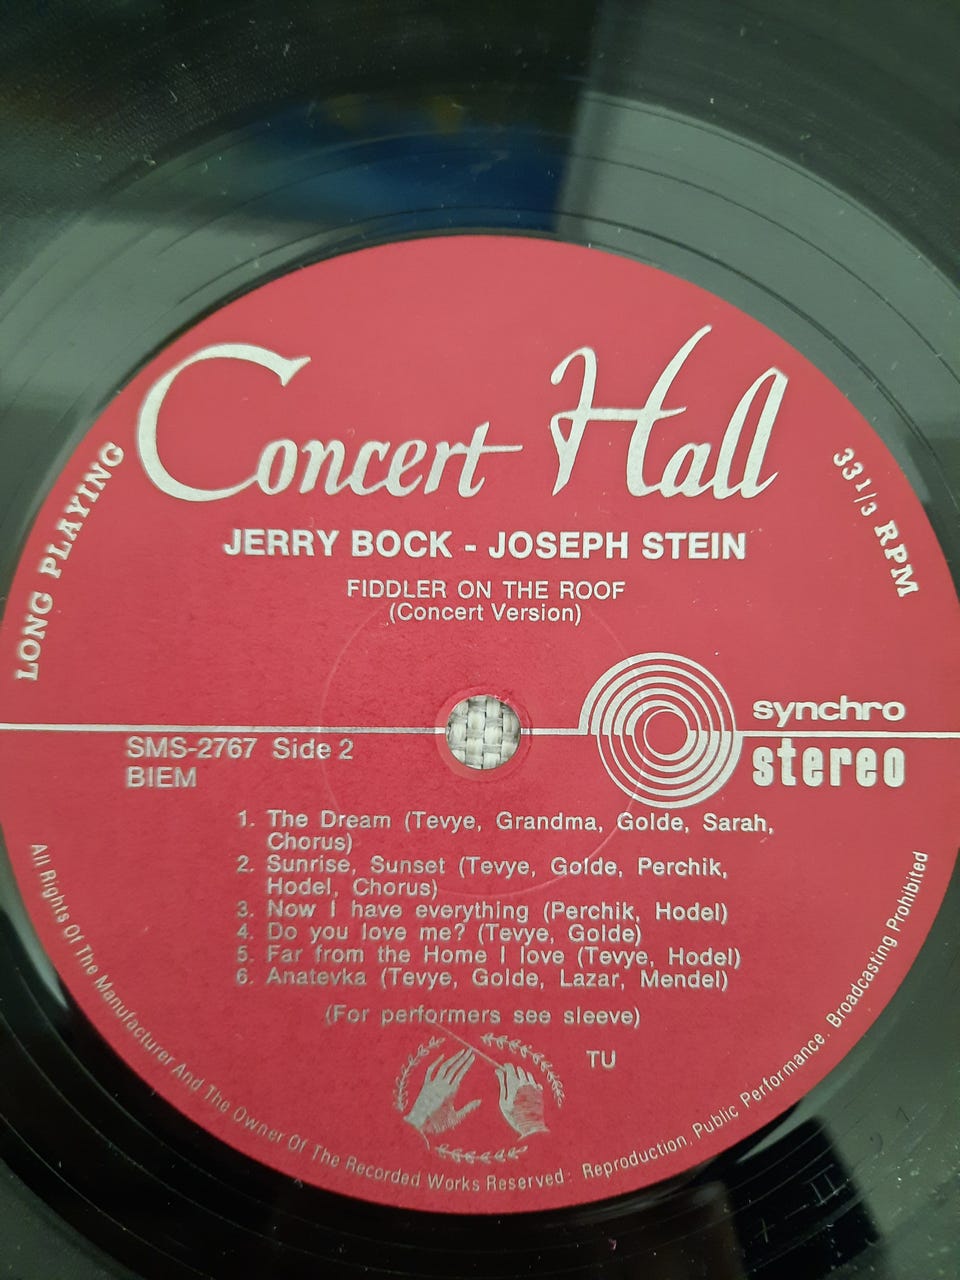 Concert Hall
LONG PLAYING
33 1/3 RPM
JERRY BOCK - JOSEPH STEIN
FIDDLER ON THE ROOF
(Concert Version)
synchro
stereo
SMS-2767 Side 2
BIEM
1. The Dream (Tevye, Grandma, Golde, Sarah,
Chorus)
2. Sunrise, Sunset (Tevye, Golde, Perchik,
Hodel, Chorus)
3. Now I have everything (Perchik, Hodel)
4. Do you love me? (Tevye, Golde)
5. Far from the Home I love (Tevye, Hodel)
6. Anatevka (Tevye, Golde, Lazar, Mendel)
(For performers see sleeve)
TU
All Rights Of The Manufacturer And The Owner Of The Recorded Works Reserved: Reproduction, Public Performance, Broadcasting Prohibited